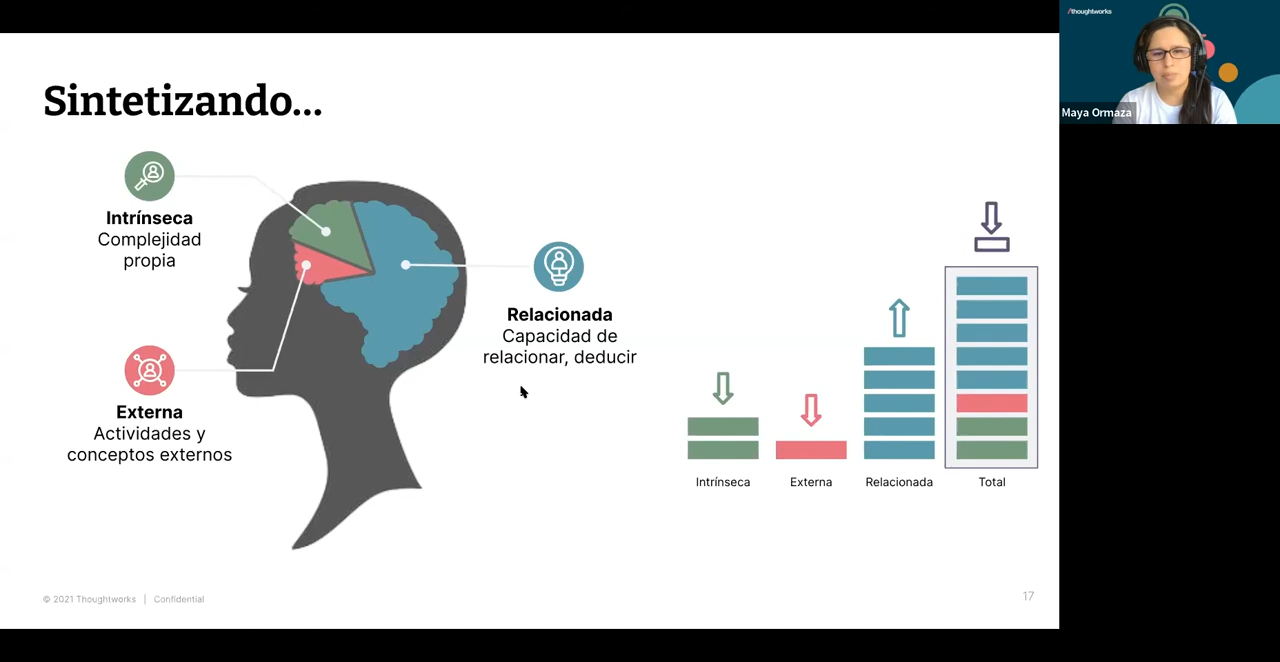 Sintetizando...
Intrínseca
Complejidad
propia
Externa
Actividades y
conceptos externos
Relacionada
Capacidad de
relacionar, deducir
Intrínseca
Externa
Relacionada
Total
© 2021 Thoughtworks | Confidential
17
/thoughtworks
Maya Ormaza